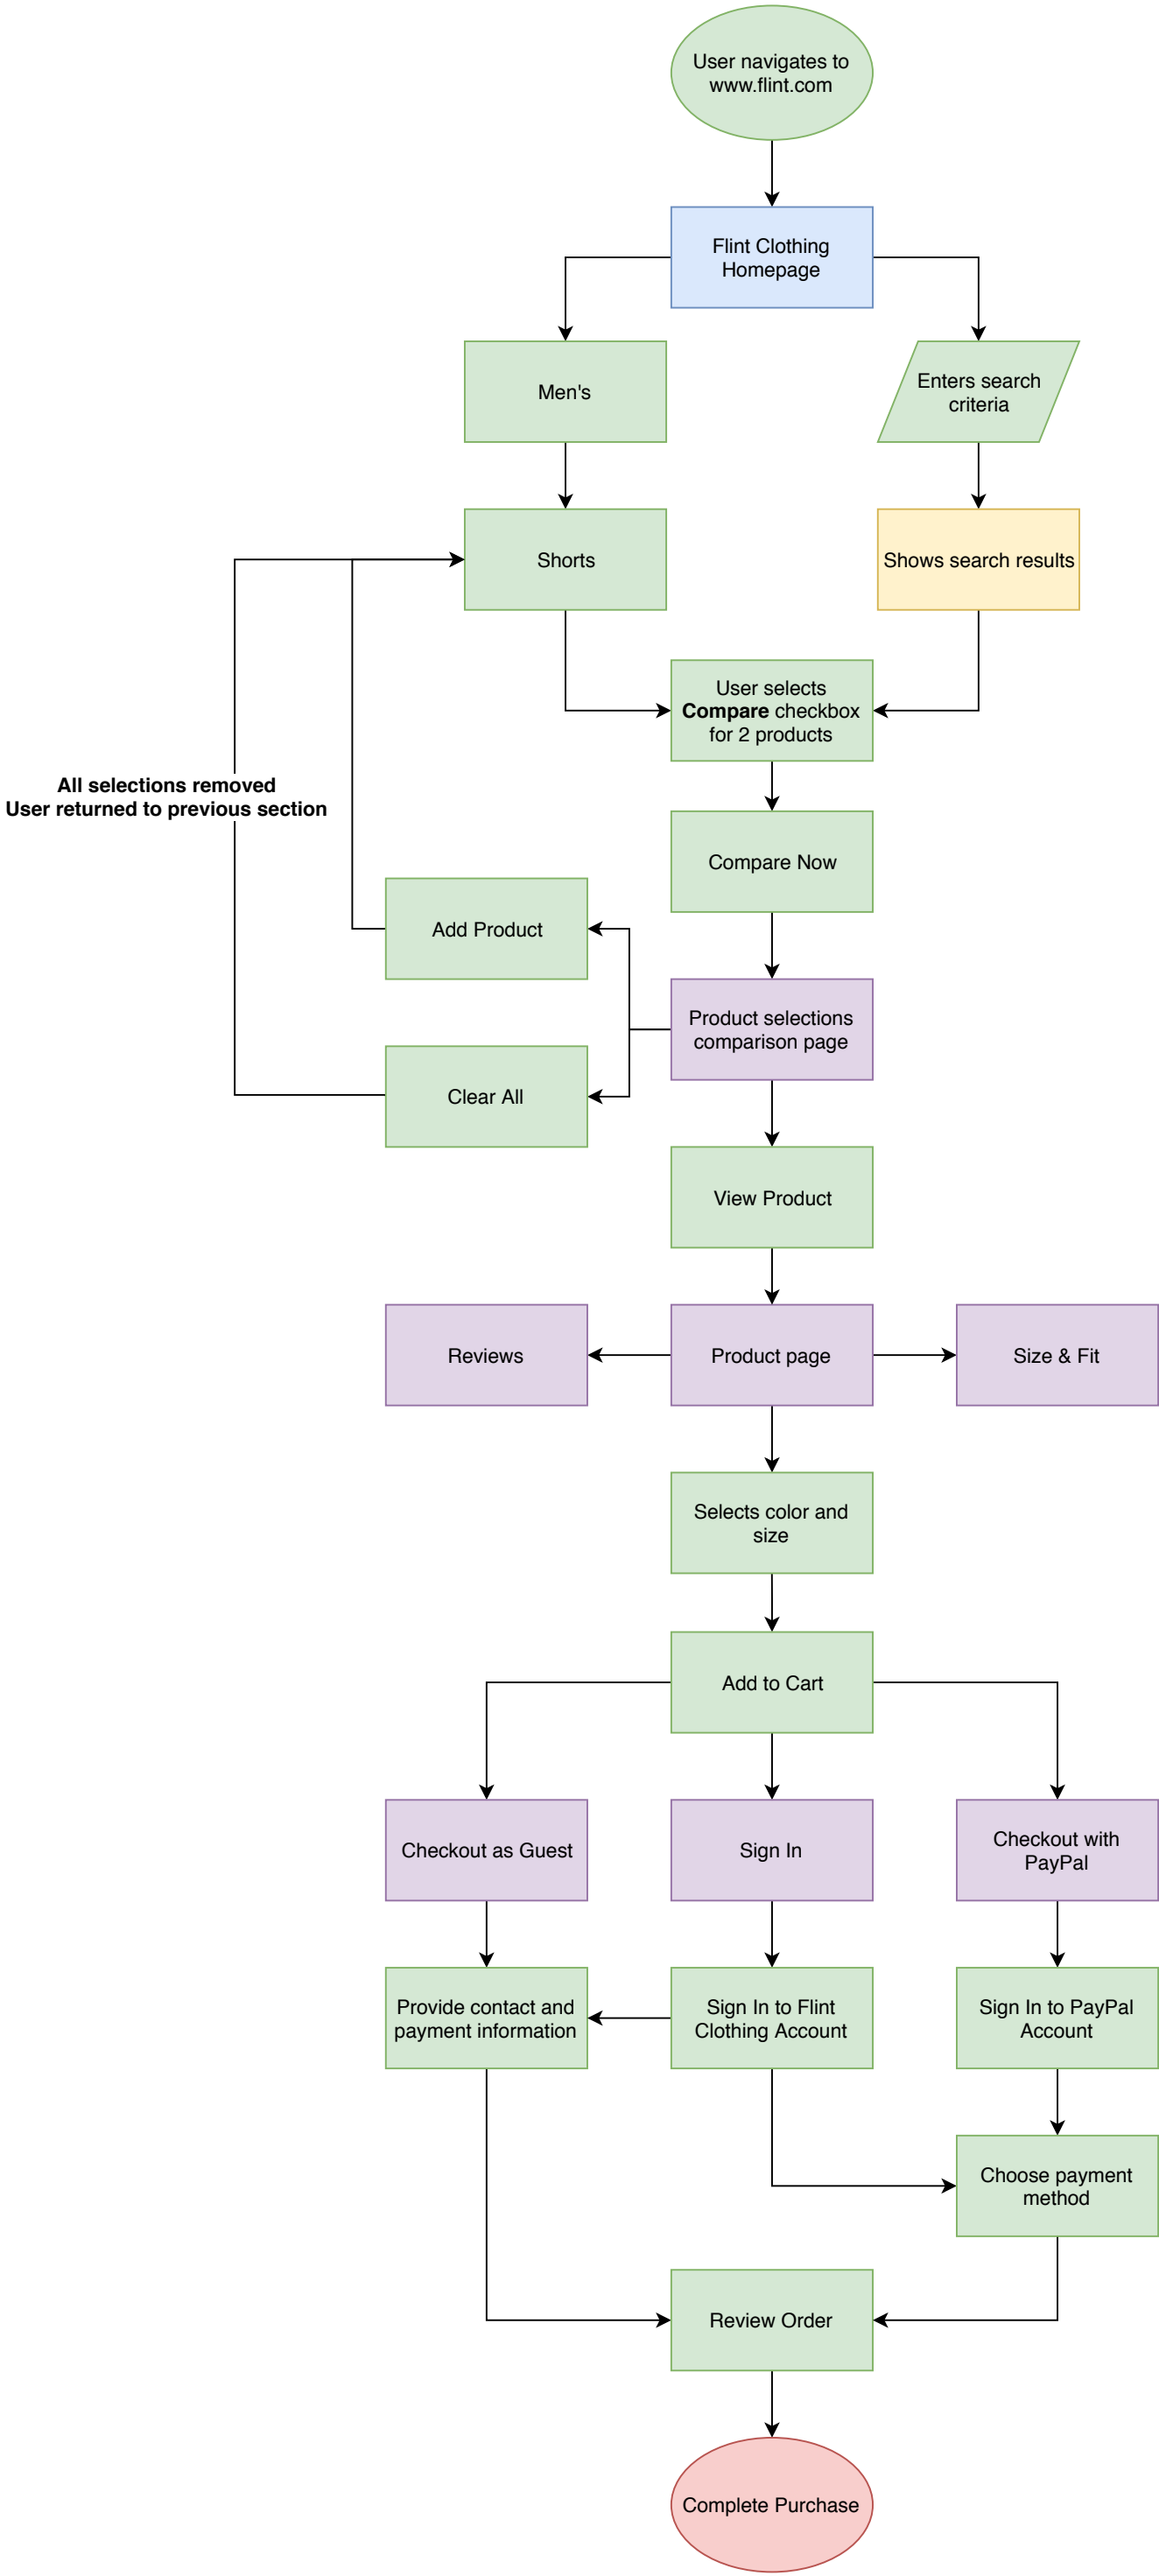 User navigates to
www.flint.com
Flint Clothing
Homepage
Men's
Enters search
criteria
Shorts
Shows search results
User selects
Compare checkbox
for 2 products
All selections removed
User returned to previous section
Compare Now
Add Product
Product selections
comparison page
Clear All
View Product
Reviews
Product page
Size & Fit
Selects color and
size
Add to Cart
Checkout as Guest
Sign In
Checkout with
PayPal
Provide contact and
payment information
Sign In to Flint
Clothing Account
Sign In to PayPal
Account
Choose payment
method
Review Order
Complete Purchase